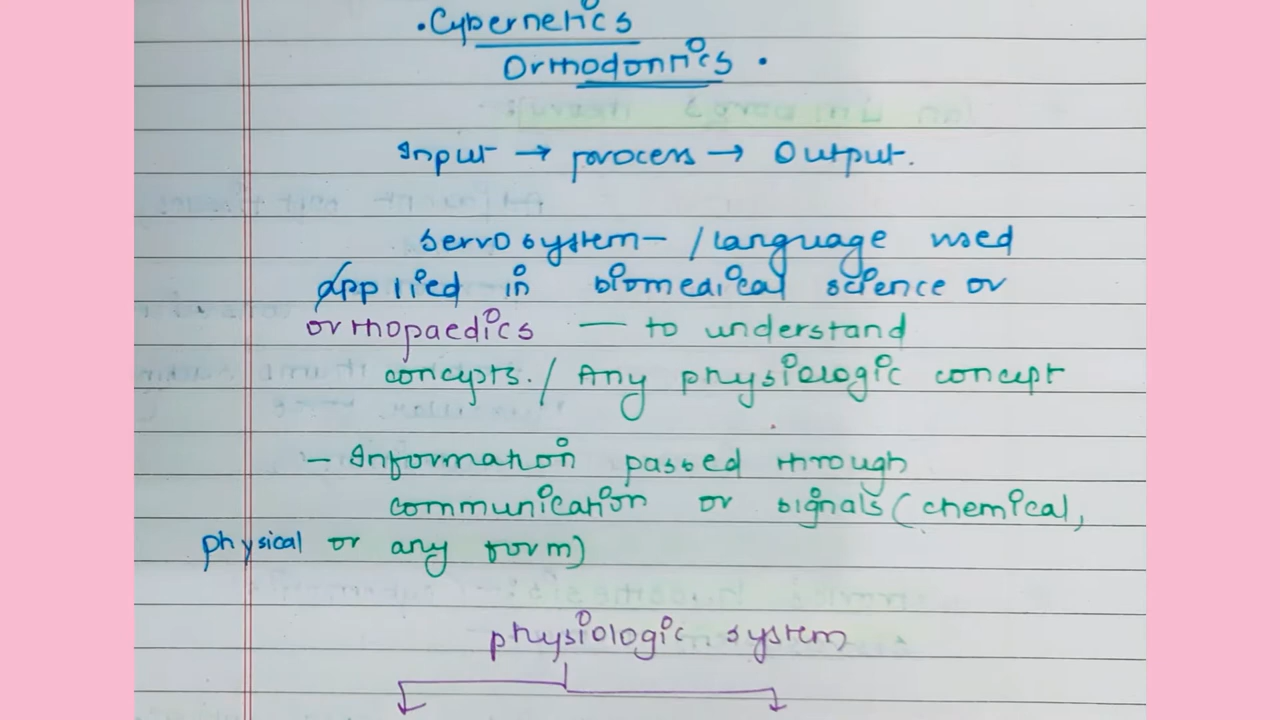 .Cybernetics
Orthodontics .
Input → process → Output.
servosystem- /language used
Applied in biomedical science or
orthopaedics — to understand
concepts. / Any physiologic concept
- Information passed through
communication or signals (chemical,
physical or any form)
physiologic system